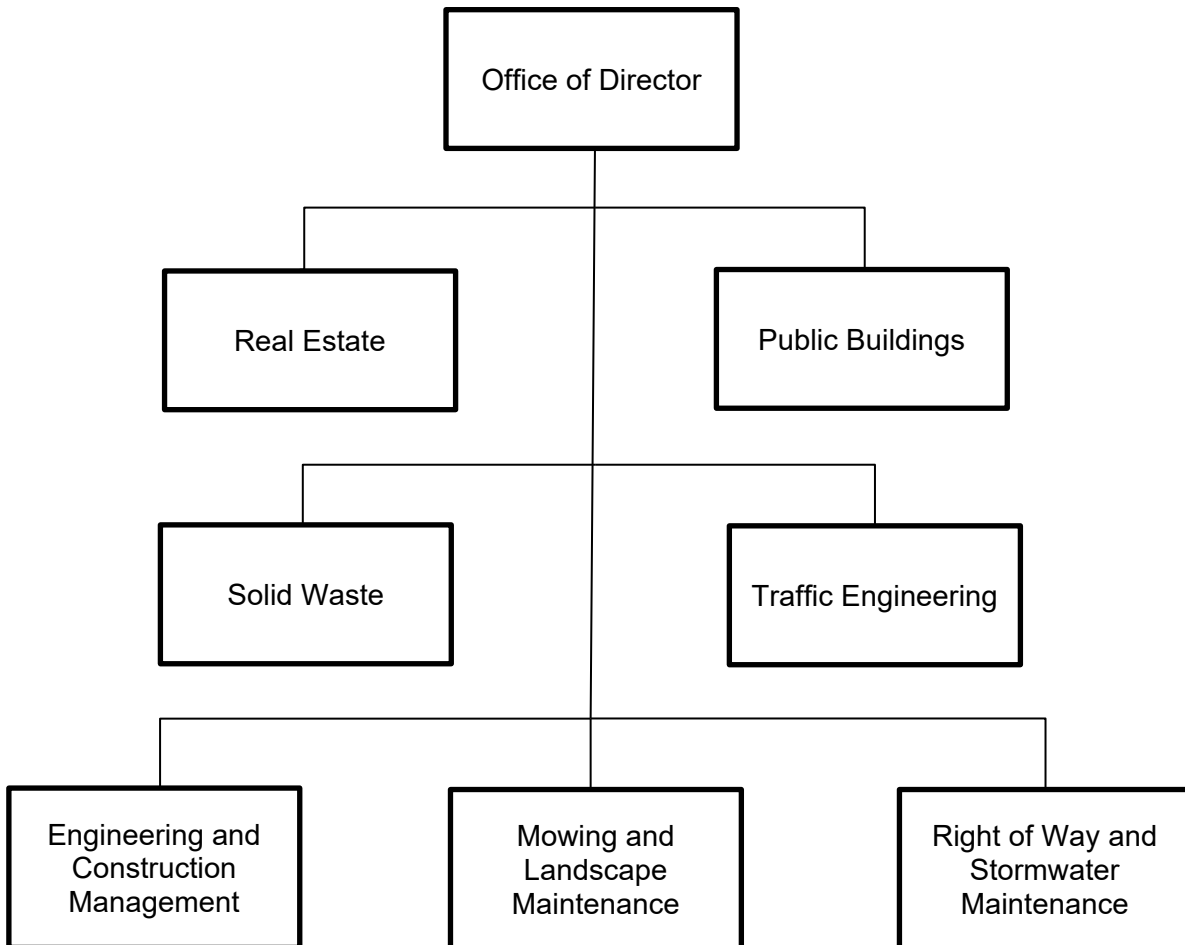 Office of Director
Real Estate
Public Buildings
Solid Waste
Traffic Engineering
Engineering and
Construction
Management
Mowing and
Landscape
Maintenance
Right of Way and
Stormwater
Maintenance